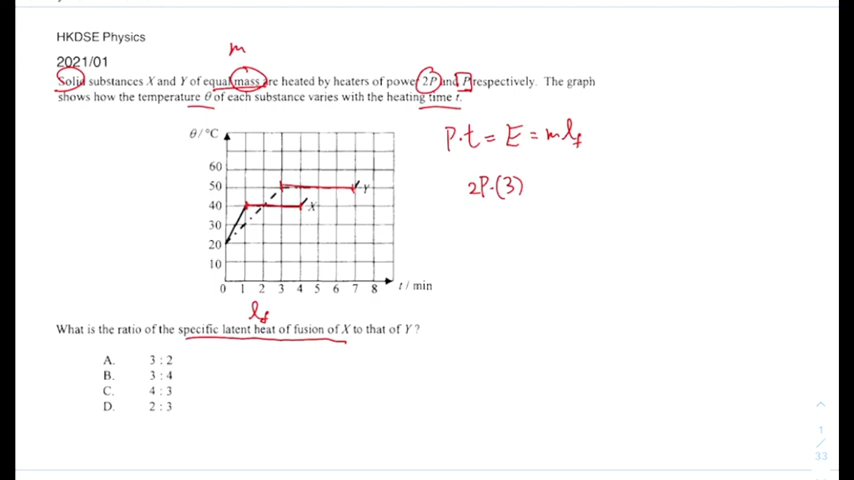 HKDSE Physics
m
2021/01
Solid substances X and Y of equal mass are heated by heaters of power 2P and P respectively. The graph
shows how the temperature θ of each substance varies with the heating time t.
θ / °C
P·t = E = mlf
60
50
Y
2P·(3)
40
X
30
20
10
0 1 2 3 4 5 6 7 8 t / min
lf
What is the ratio of the specific latent heat of fusion of X to that of Y ?
A. 3 : 2
B. 3 : 4
C. 4 : 3
D. 2 : 3
1
/
33